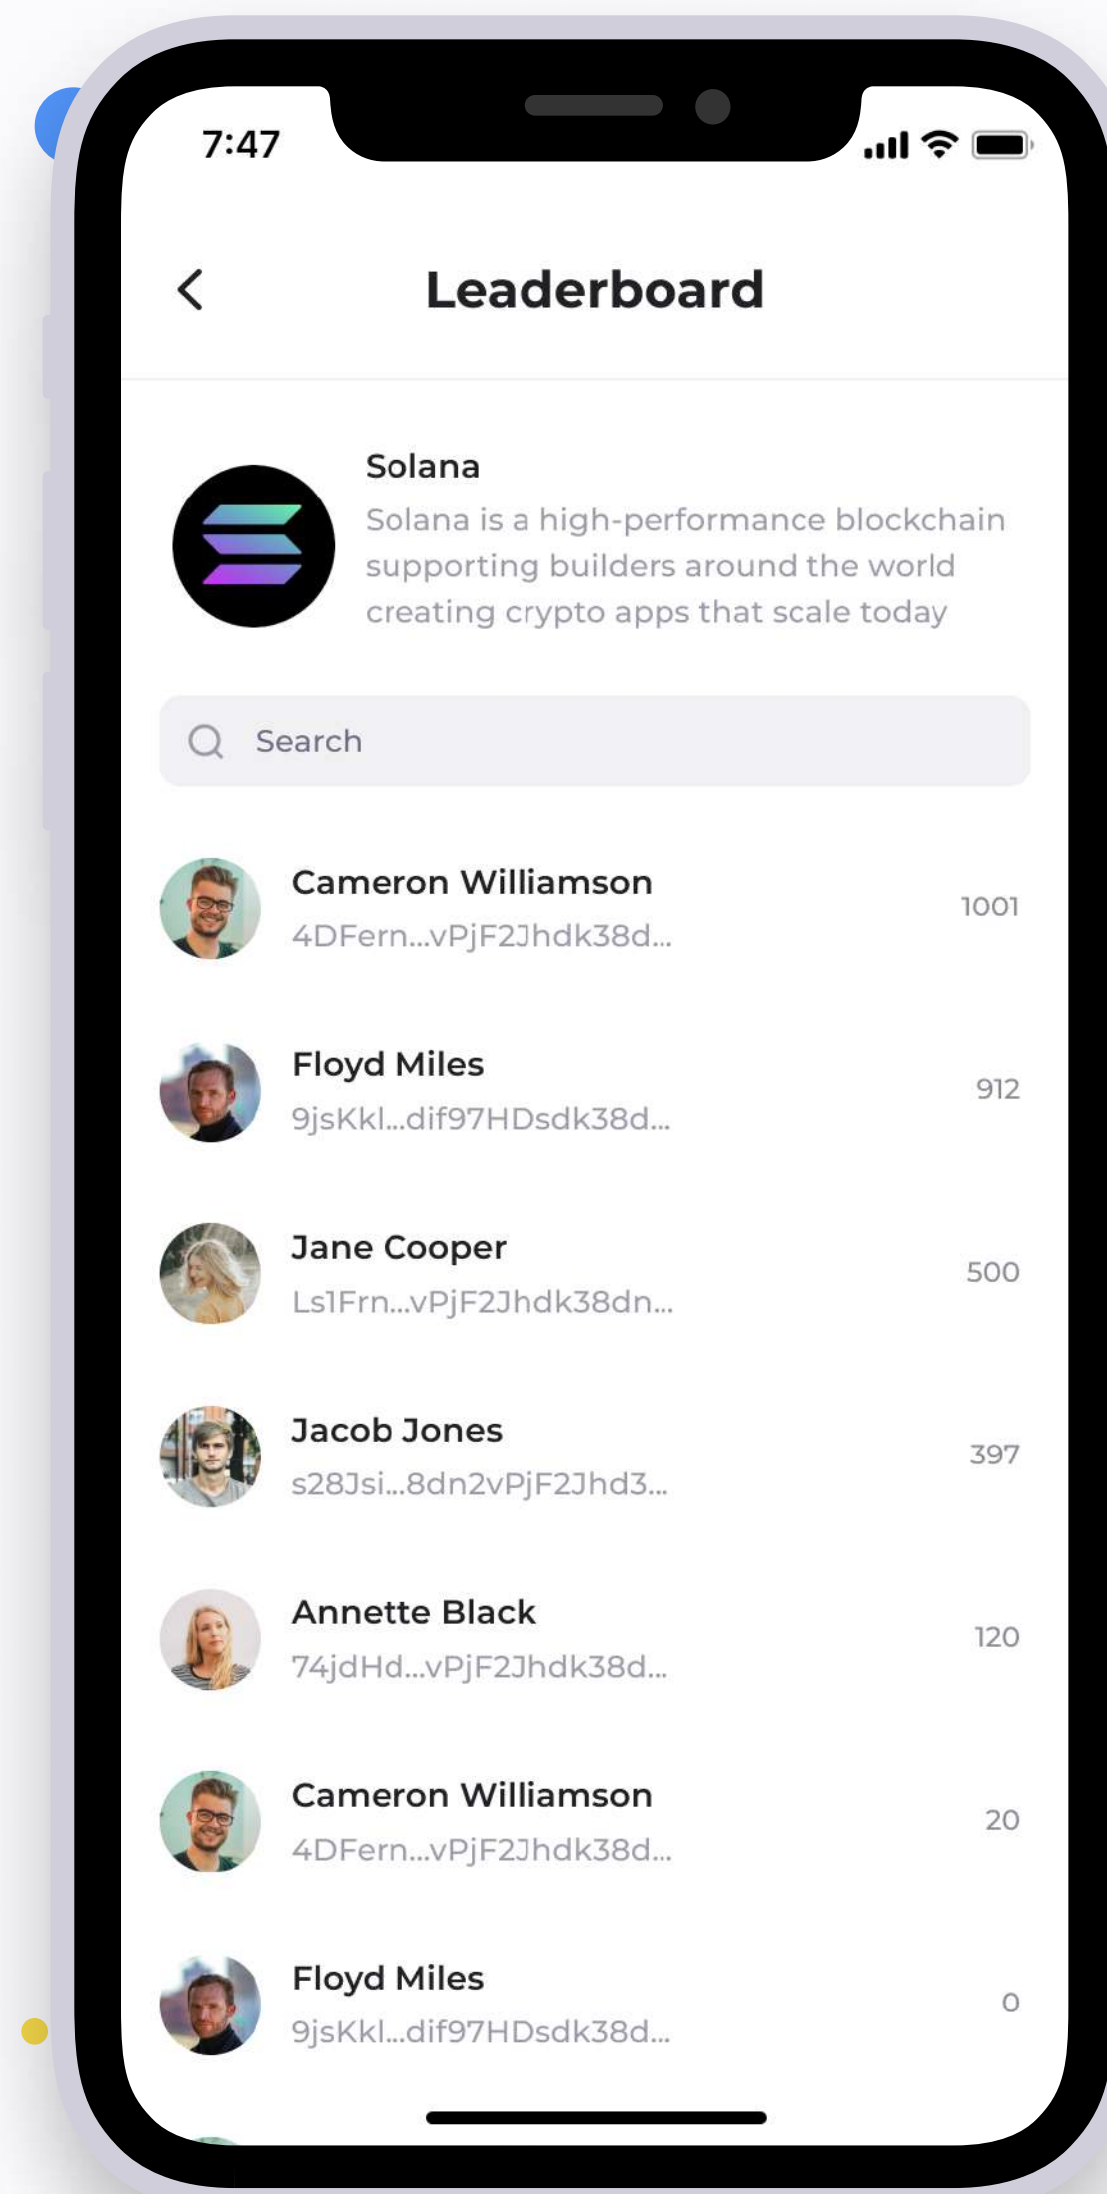 7:47
Leaderboard
Solana
Solana is a high-performance blockchain
supporting builders around the world
creating crypto apps that scale today
Search
Cameron Williamson
1001
4DFern...vPjF2Jhdk38d...
Floyd Miles
912
9jsKkl...dif97HDsdk38d...
Jane Cooper
500
Ls1Frn...vPjF2Jhdk38dn...
Jacob Jones
397
s28Jsi...8dn2vPjF2Jhd3...
Annette Black
120
74jdHd...vPjF2Jhdk38d...
Cameron Williamson
20
4DFern...vPjF2Jhdk38d...
Floyd Miles
0
9jsKkl...dif97HDsdk38d...